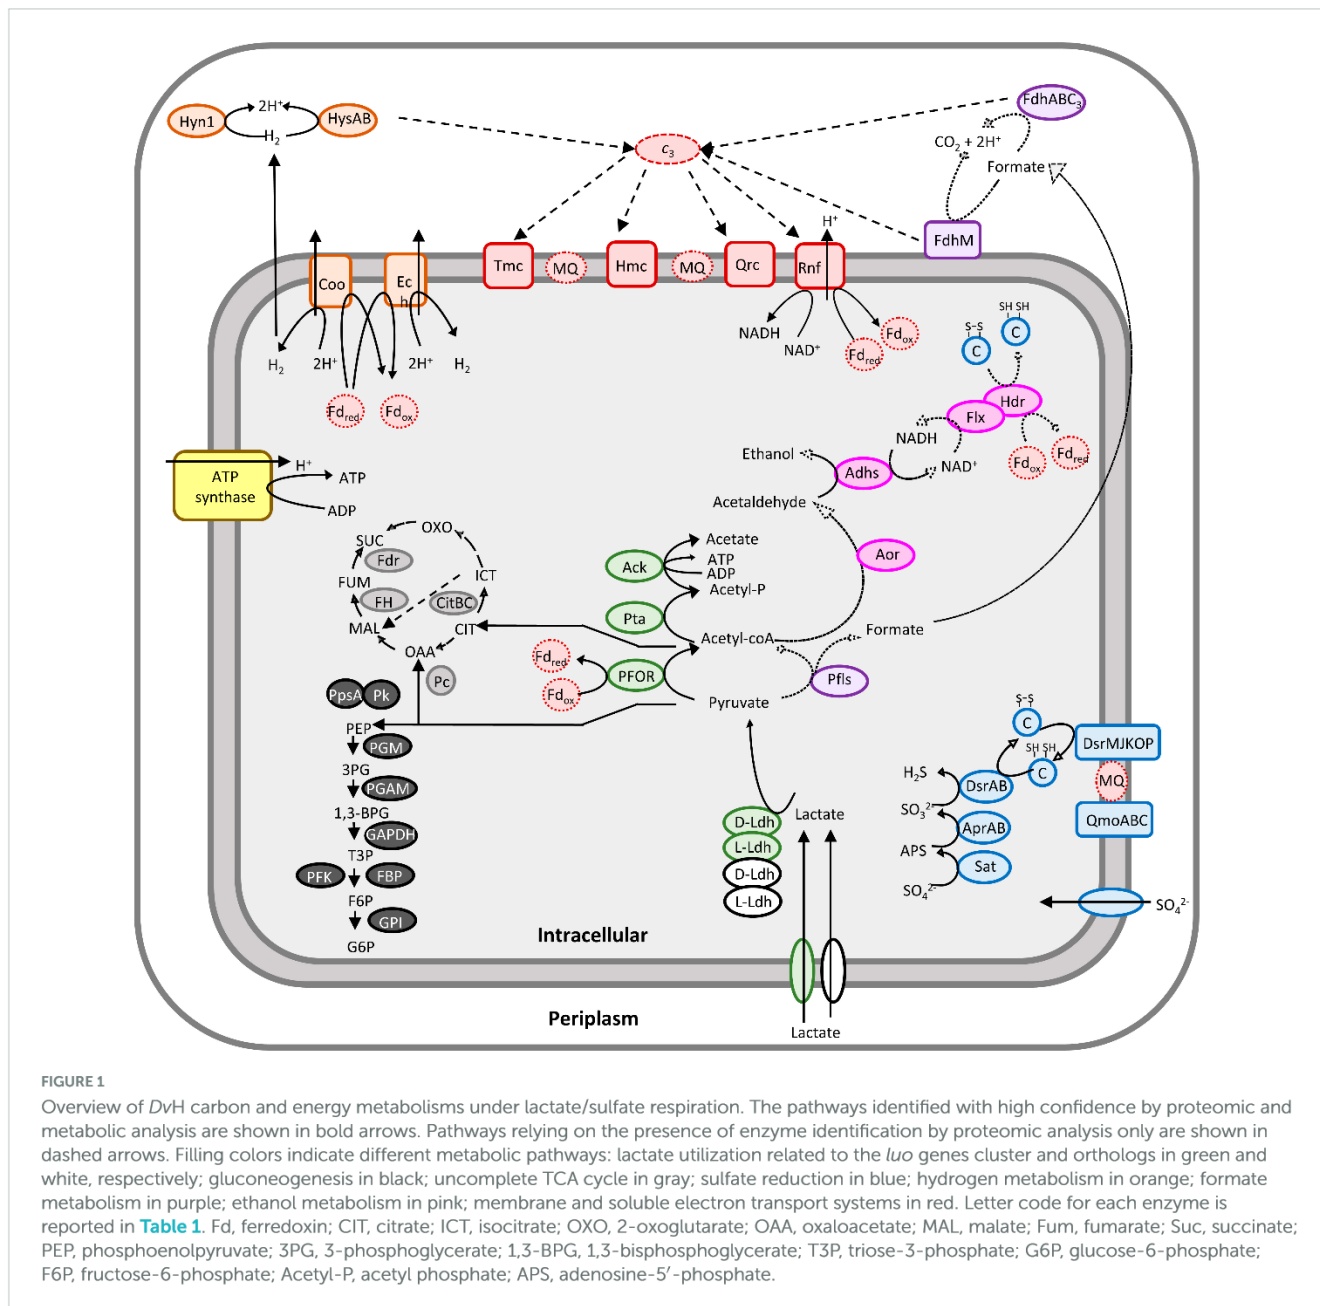 Hyn1
2H⁺
HysAB
H₂
c₃
FdhABC₃
CO₂ + 2H⁺
Formate
FdhM
H⁺
Coo
Ec
h
Tmc
MQ
Hmc
MQ
Qrc
Rnf
H₂
2H⁺
2H⁺
H₂
Fd_red
Fd_ox
NADH
NAD⁺
Fd_red
Fd_ox
S-S
C
SH SH
C
Hdr
Flx
NADH
NAD⁺
Fd_ox
Fd_red
Ethanol
Adhs
Acetaldehyde
Aor
ATP
synthase
H⁺
ATP
ADP
OXO
SUC
Fdr
FUM
ICT
FH
CitBC
MAL
CIT
OAA
Pc
Acetate
ATP
ADP
Ack
Acetyl-P
Pta
Acetyl-coA
Formate
Fd_red
PFOR
Fd_ox
Pfls
Pyruvate
PpsA
Pk
PEP
PGM
3PG
PGAM
1,3-BPG
GAPDH
T3P
PFK
FBP
F6P
GPI
G6P
D-Ldh
L-Ldh
D-Ldh
L-Ldh
Lactate
S-S
C
SH SH
C
DsrMJKOP
MQ
QmoABC
H₂S
DsrAB
SO₃²⁻
AprAB
APS
Sat
SO₄²⁻
SO₄²⁻
Intracellular
Periplasm
Lactate
FIGURE 1
Overview of DvH carbon and energy metabolisms under lactate/sulfate respiration. The pathways identified with high confidence by proteomic and
metabolic analysis are shown in bold arrows. Pathways relying on the presence of enzyme identification by proteomic analysis only are shown in
dashed arrows. Filling colors indicate different metabolic pathways: lactate utilization related to the luo genes cluster and orthologs in green and
white, respectively; gluconeogenesis in black; uncomplete TCA cycle in gray; sulfate reduction in blue; hydrogen metabolism in orange; formate
metabolism in purple; ethanol metabolism in pink; membrane and soluble electron transport systems in red. Letter code for each enzyme is
reported in Table 1. Fd, ferredoxin; CIT, citrate; ICT, isocitrate; OXO, 2-oxoglutarate; OAA, oxaloacetate; MAL, malate; Fum, fumarate; Suc, succinate;
PEP, phosphoenolpyruvate; 3PG, 3-phosphoglycerate; 1,3-BPG, 1,3-bisphosphoglycerate; T3P, triose-3-phosphate; G6P, glucose-6-phosphate;
F6P, fructose-6-phosphate; Acetyl-P, acetyl phosphate; APS, adenosine-5′-phosphate.